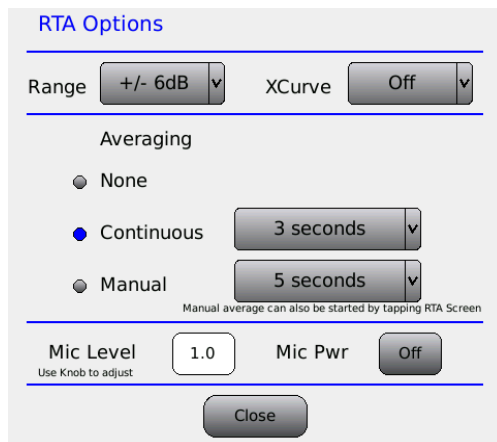 RTA Options
Range +/- 6dB XCurve Off
Averaging
None
Continuous 3 seconds
Manual 5 seconds
Manual average can also be started by tapping RTA Screen
Mic Level 1.0 Mic Pwr Off
Use Knob to adjust
Close